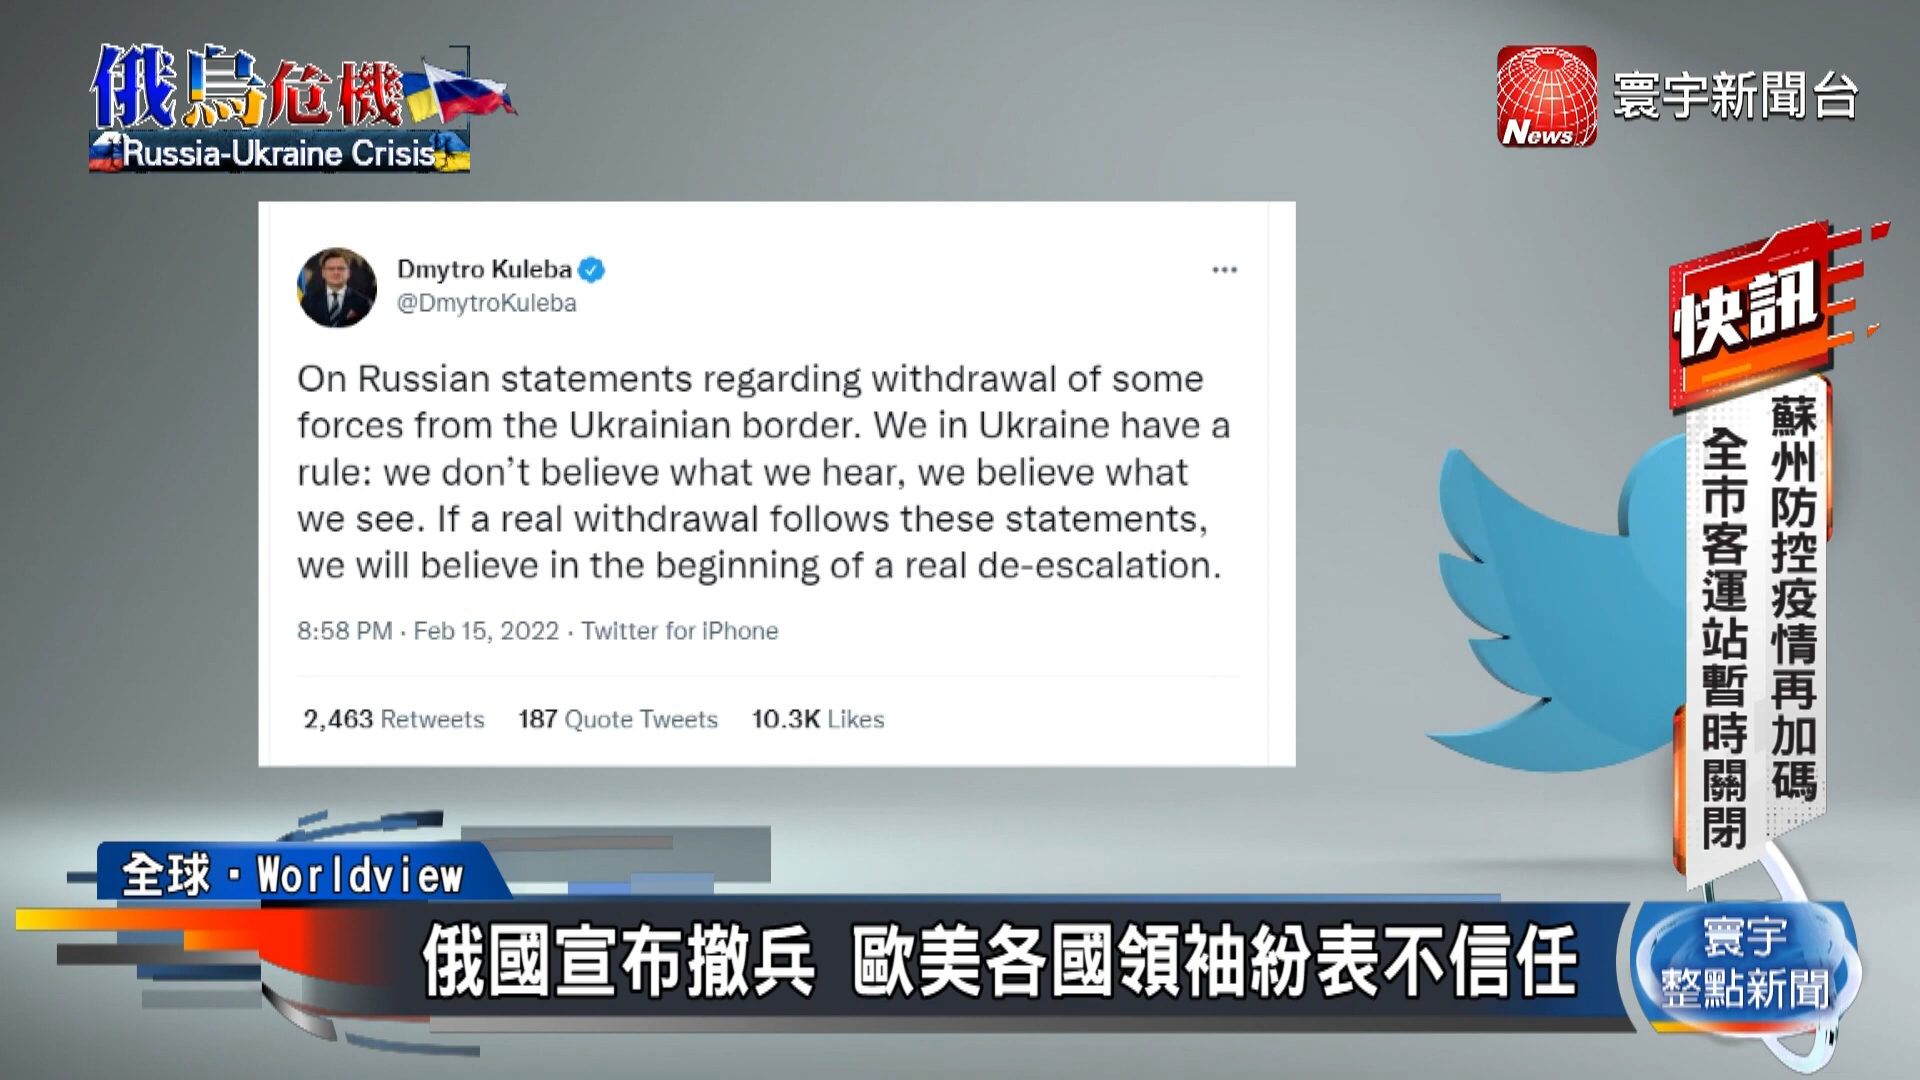 俄烏危機
Russia-Ukraine Crisis
News
寰宇新聞台
Dmytro Kuleba
@DmytroKuleba
On Russian statements regarding withdrawal of some
forces from the Ukrainian border. We in Ukraine have a
rule: we don’t believe what we hear, we believe what
we see. If a real withdrawal follows these statements,
we will believe in the beginning of a real de-escalation.
8:58 PM · Feb 15, 2022 · Twitter for iPhone
2,463 Retweets 187 Quote Tweets 10.3K Likes
快訊
蘇州防控疫情再加碼
全市客運站暫時關閉
全球·Worldview
俄國宣布撤兵 歐美各國領袖紛表不信任
寰宇
整點新聞